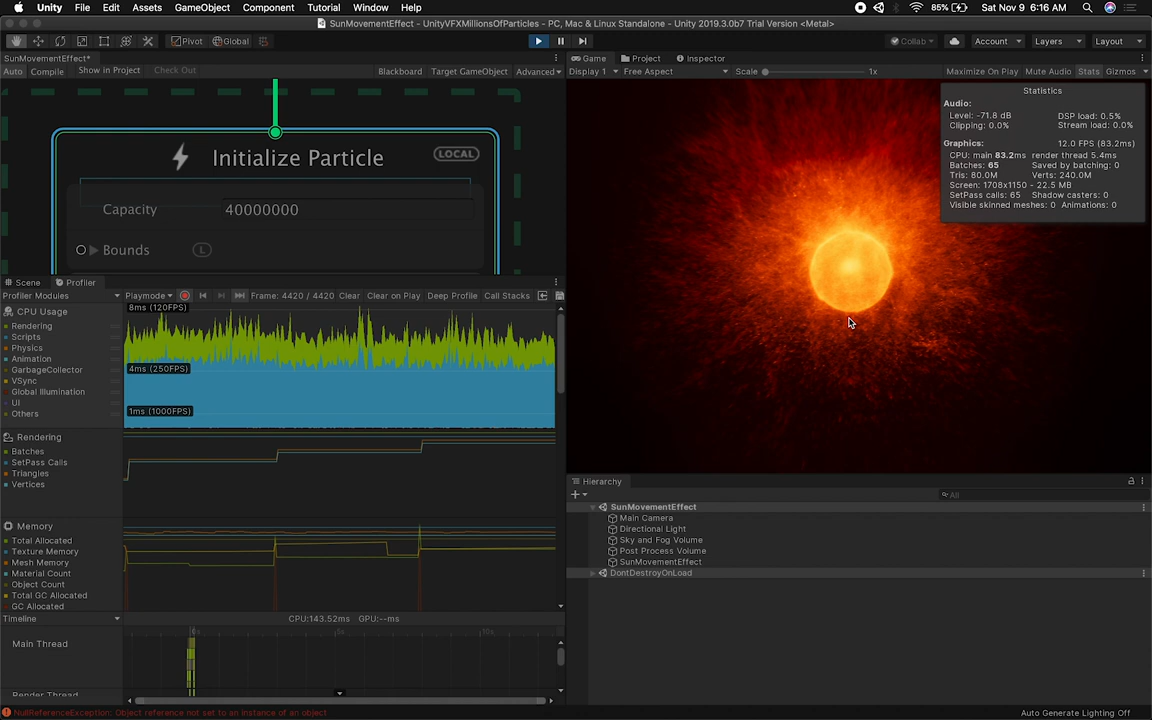 Unity File Edit Assets GameObject Component Tutorial Window Help 85% Sat Nov 9 6:16 AM
SunMovementEffect - UnityVFXMillionsOfParticles - PC, Mac & Linux Standalone - Unity 2019.3.0b7 Trial Version <Metal>
Pivot Global Collab Account Layers Layout
SunMovementEffect*
Auto Compile Show in Project Check Out Blackboard Target GameObject Advanced
Initialize Particle LOCAL
Capacity 40000000
Bounds L
Game Project Inspector
Display 1 Free Aspect Scale 1x Maximize On Play Mute Audio Stats Gizmos
Statistics
Audio:
Level: -71.8 dB DSP load: 0.5%
Clipping: 0.0% Stream load: 0.0%
Graphics: 12.0 FPS (83.2ms)
CPU: main 83.2ms render thread 5.4ms
Batches: 65 Saved by batching: 0
Tris: 80.0M Verts: 240.0M
Screen: 1708x1150 - 22.5 MB
SetPass calls: 65 Shadow casters: 0
Visible skinned meshes: 0 Animations: 0
Scene Profiler
Profiler Modules Playmode Frame: 4420 / 4420 Clear Clear on Play Deep Profile Call Stacks
CPU Usage
Rendering
Scripts
Physics
Animation
GarbageCollector
VSync
Global Illumination
UI
Others
8ms (120FPS)
4ms (250FPS)
1ms (1000FPS)
Rendering
Batches
SetPass Calls
Triangles
Vertices
Memory
Total Allocated
Texture Memory
Mesh Memory
Material Count
Object Count
Total GC Allocated
GC Allocated
Timeline CPU:143.52ms GPU:--ms
Main Thread
Render Thread
Hierarchy
All
SunMovementEffect
Main Camera
Directional Light
Sky and Fog Volume
Post Process Volume
SunMovementEffect
DontDestroyOnLoad
NullReferenceException: Object reference not set to an instance of an object
Auto Generate Lighting Off